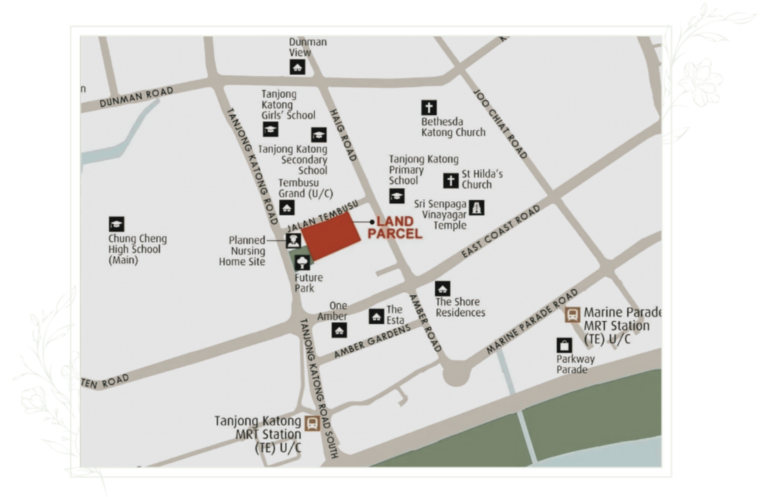 Dunman
View
n
DUNMAN ROAD
Tanjong
Katong
Girls' School
TANJONG KATONG ROAD
HAIG ROAD
JOO CHIAT ROAD
Bethesda
Katong Church
Tanjong Katong
Secondary
School
Tanjong Katong
Primary
School
St Hilda's
Church
Tembusu
Grand (U/C)
Sri Senpaga
Vinayagar
Temple
JALAN TEMBUSU
LAND
PARCEL
Chung Cheng
High School
(Main)
Planned
Nursing
Home Site
EAST COAST ROAD
Future
Park
One
Amber
The
Esta
The Shore
Residences
AMBER GARDENS
AMBER ROAD
MARINE PARADE ROAD
Marine Parade
MRT Station
(TE) U/C
Parkway
Parade
TEN ROAD
TANJONG KATONG ROAD SOUTH
Tanjong Katong
MRT Station
(TE) U/C